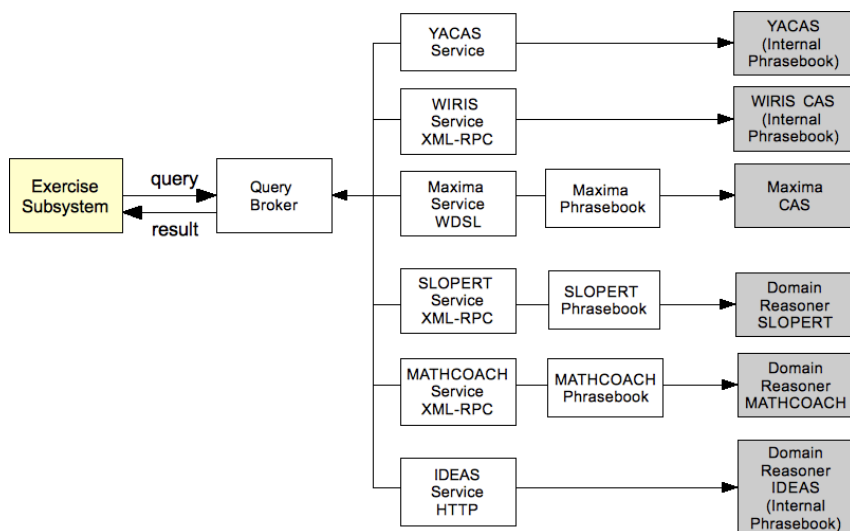 YACAS
Service
YACAS
(Internal
Phrasebook)
WIRIS
Service
XML-RPC
WIRIS CAS
(Internal
Phrasebook)
Exercise
Subsystem
query
result
Query
Broker
Maxima
Service
WDSL
Maxima
Phrasebook
Maxima
CAS
SLOPERT
Service
XML-RPC
SLOPERT
Phrasebook
Domain
Reasoner
SLOPERT
MATHCOACH
Service
XML-RPC
MATHCOACH
Phrasebook
Domain
Reasoner
MATHCOACH
IDEAS
Service
HTTP
Domain
Reasoner
IDEAS
(Internal
Phrasebook)